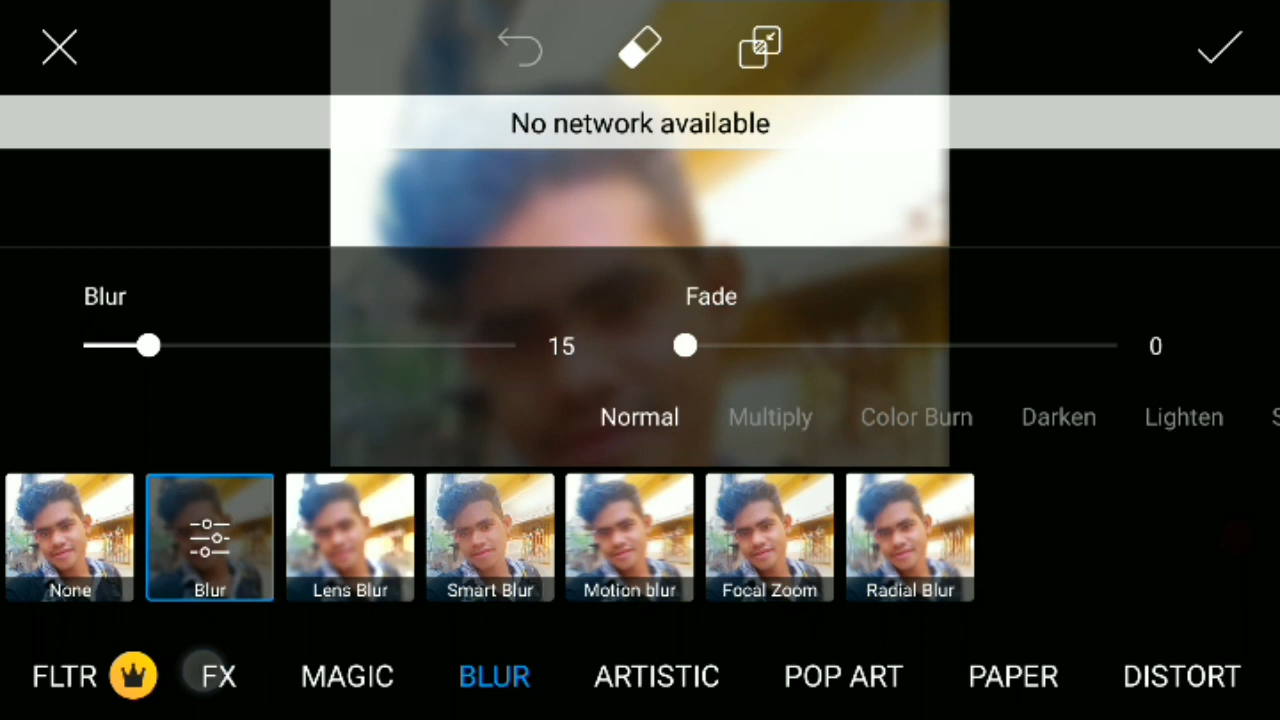 No network available
Blur
15
Fade
0
Normal Multiply Color Burn Darken Lighten S
None Blur Lens Blur Smart Blur Motion blur Focal Zoom Radial Blur
FLTR FX MAGIC BLUR ARTISTIC POP ART PAPER DISTORT